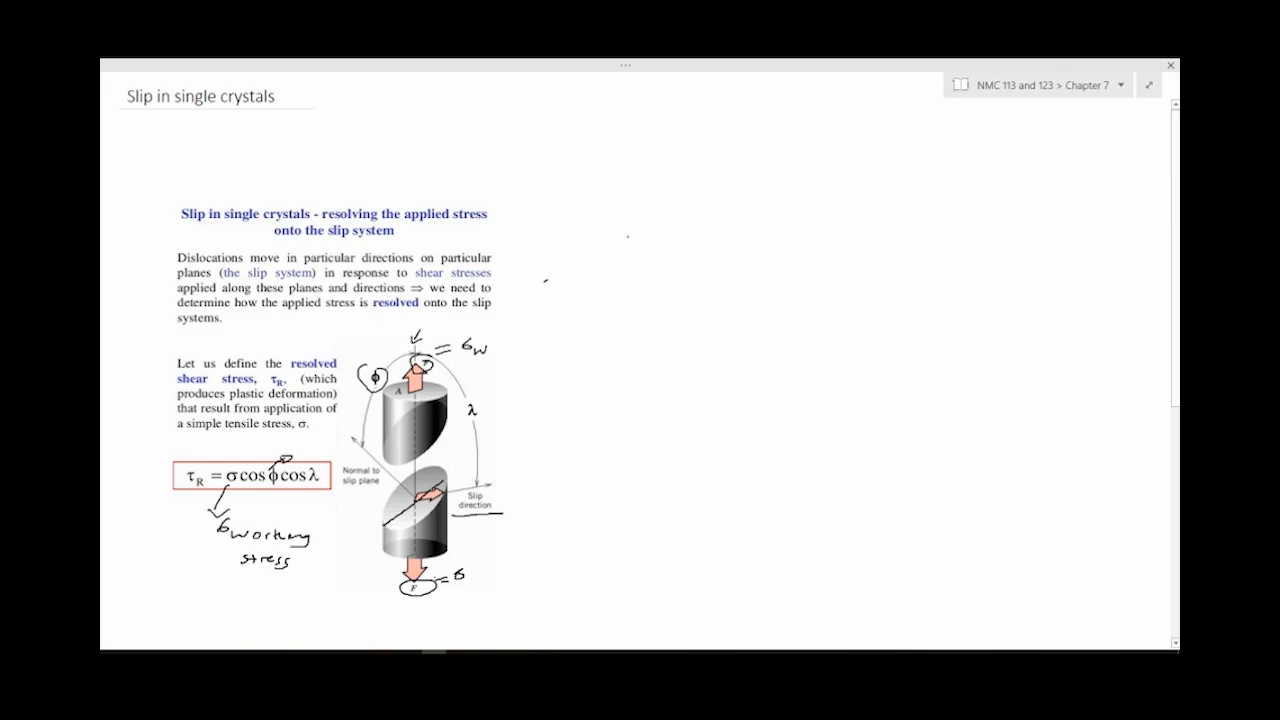 Slip in single crystals
NMC 113 and 123 > Chapter 7
Slip in single crystals - resolving the applied stress
onto the slip system
Dislocations move in particular directions on particular
planes (the slip system) in response to shear stresses
applied along these planes and directions ⇒ we need to
determine how the applied stress is resolved onto the slip
systems.
Let us define the resolved
shear stress, τR, (which
produces plastic deformation)
that result from application of
a simple tensile stress, σ.
τR = σcosϕcosλ
σworking
stress
= σw
ϕ
A
λ
Normal to
slip plane
Slip
direction
F
= σ